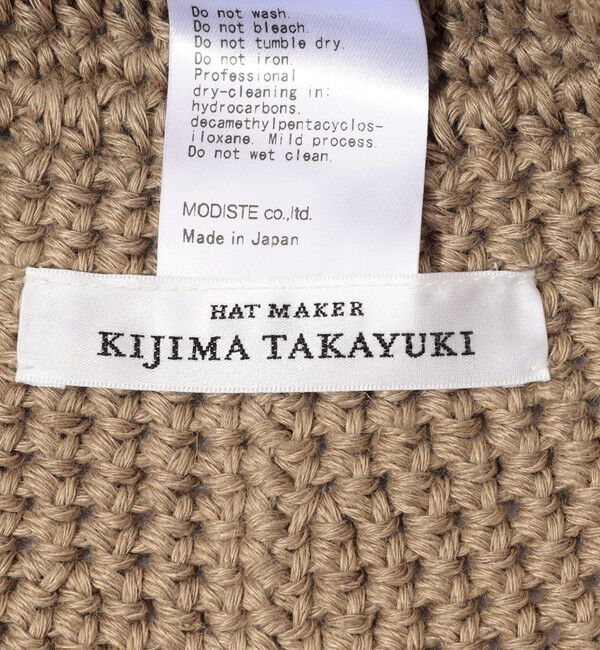 Do not wash.
Do not bleach.
Do not tumble dry.
Do not iron.
Professional
dry-cleaning in:
hydrocarbons.
decamethylpentacyclos-
iloxane. Mild process.
Do not wet clean.
MODISTE co.,ltd.
Made in Japan
HAT MAKER
KIJIMA TAKAYUKI